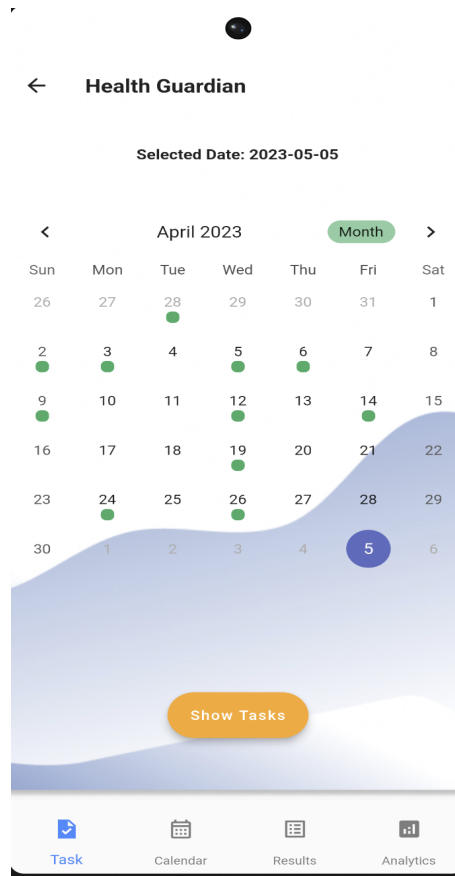 Health Guardian
Selected Date: 2023-05-05
April 2023 Month
Sun Mon Tue Wed Thu Fri Sat
26 27 28 29 30 31 1
2 3 4 5 6 7 8
9 10 11 12 13 14 15
16 17 18 19 20 21 22
23 24 25 26 27 28 29
30 1 2 3 4 5 6
Show Tasks
Task Calendar Results Analytics